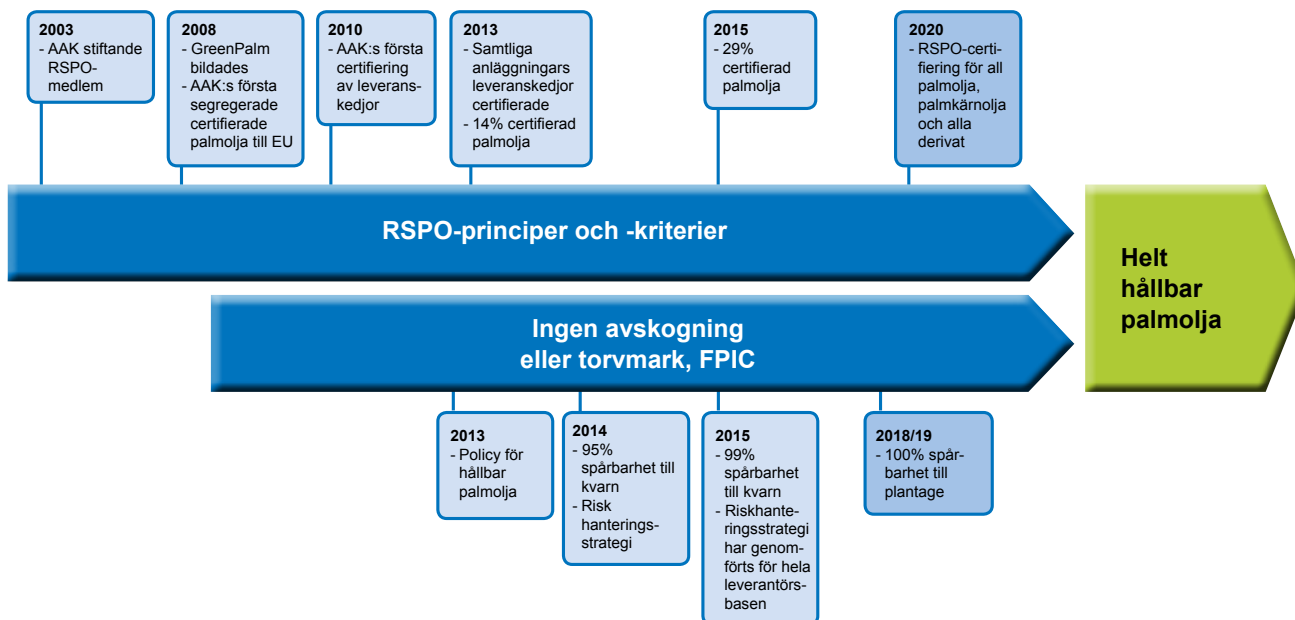 2003
- AAK stiftande
RSPO-
medlem
2008
- GreenPalm
bildades
- AAK:s första
segregerade
certifierade
palmolja till EU
2010
- AAK:s första
certifiering
av leverans-
kedjor
2013
- Samtliga
anläggningars
leveranskedjor
certifierade
- 14% certifierad
palmolja
2015
- 29%
certifierad
palmolja
2020
- RSPO-certi-
fiering för all
palmolja,
palmkärnolja
och alla
derivat
RSPO-principer och -kriterier
Helt
hållbar
palmolja
Ingen avskogning
eller torvmark, FPIC
2013
- Policy för
hållbar
palmolja
2014
- 95%
spårbarhet till
kvarn
- Risk
hanterings-
strategi
2015
- 99%
spårbarhet
till kvarn
- Riskhante-
ringsstrategi
har genom-
förts för hela
leverantörs-
basen
2018/19
- 100% spår-
barhet till
plantage